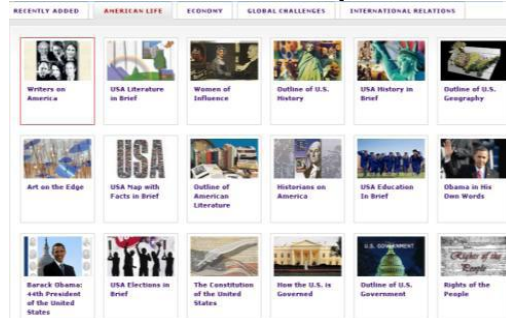 RECENTLY ADDED AMERICAN LIFE ECONOMY GLOBAL CHALLENGES INTERNATIONAL RELATIONS
Writers on America
USA Literature in Brief
Women of Influence
Outline of U.S. History
USA History in Brief
Outline of U.S. Geography
Art on the Edge
USA
USA Map with Facts in Brief
Outline of American Literature
Historians on America
USA Education In Brief
Obama in His Own Words
Barack Obama: 44th President of the United States
USA Elections in Brief
The Constitution of the United States
How the U.S. is Governed
U.S. GOVERNMENT
Outline of U.S. Government
Rights of the People
Rights of the People